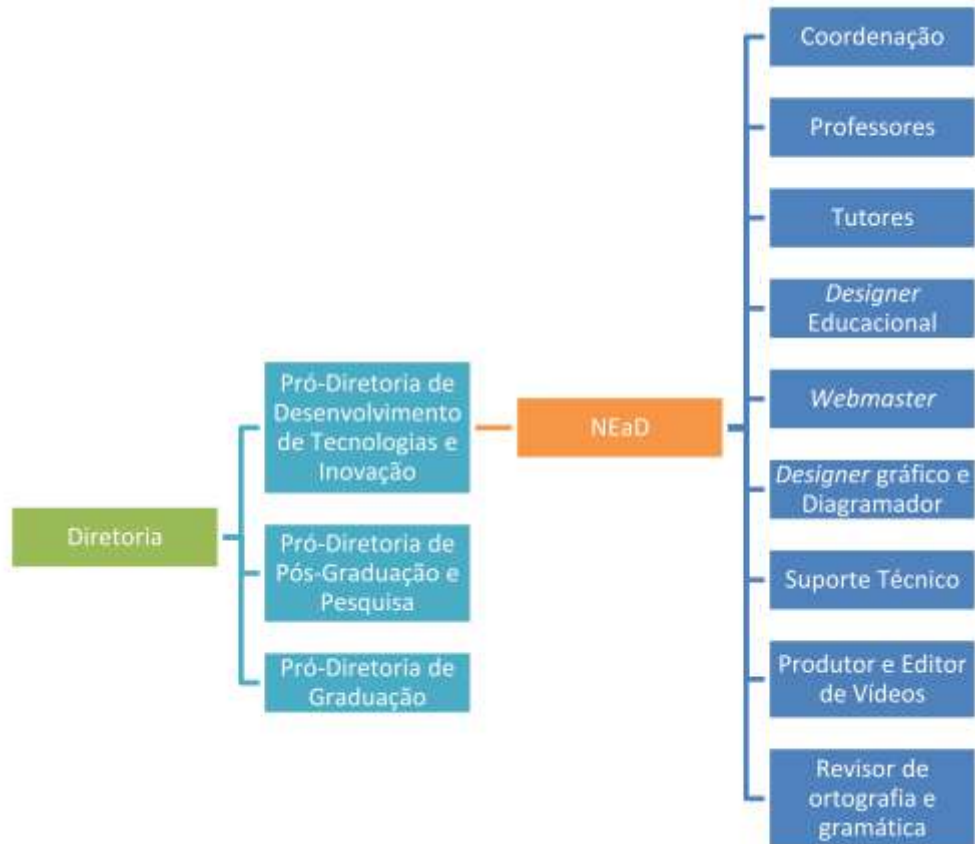 Diretoria
Pró-Diretoria de
Desenvolvimento
de Tecnologias e
Inovação
Pró-Diretoria de
Pós-Graduação e
Pesquisa
Pró-Diretoria de
Graduação
NEaD
Coordenação
Professores
Tutores
Designer
Educacional
Webmaster
Designer gráfico e
Diagramador
Suporte Técnico
Produtor e Editor
de Vídeos
Revisor de
ortografia e
gramática